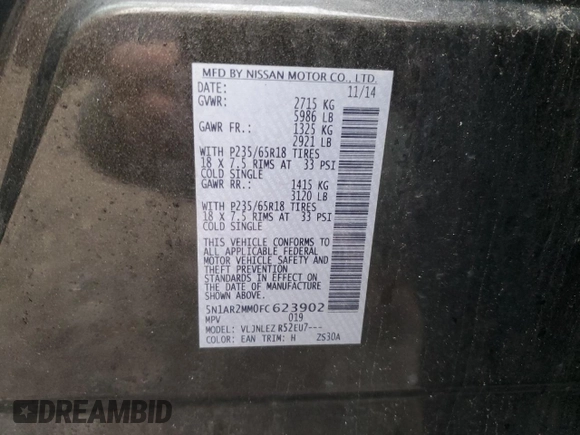 MFD BY NISSAN MOTOR CO., LTD.
DATE: 11/14
GVWR: 2715 KG
5986 LB
GAWR FR.: 1325 KG
2921 LB
WITH P235/65R18 TIRES
18 X 7.5 RIMS AT 33 PSI
COLD SINGLE
GAWR RR.: 1415 KG
3120 LB
WITH P235/65R18 TIRES
18 X 7.5 RIMS AT 33 PSI
COLD SINGLE
THIS VEHICLE CONFORMS TO
ALL APPLICABLE FEDERAL
MOTOR VEHICLE SAFETY AND
THEFT PREVENTION
STANDARDS IN EFFECT ON
THE DATE OF MANUFACTURE
SHOWN ABOVE.
5N1AR2MM0FC623902
MPV 019
MODEL: VLJNLEZ R52EU7---
COLOR: EAN TRIM: H 2S30A
DREAMBID